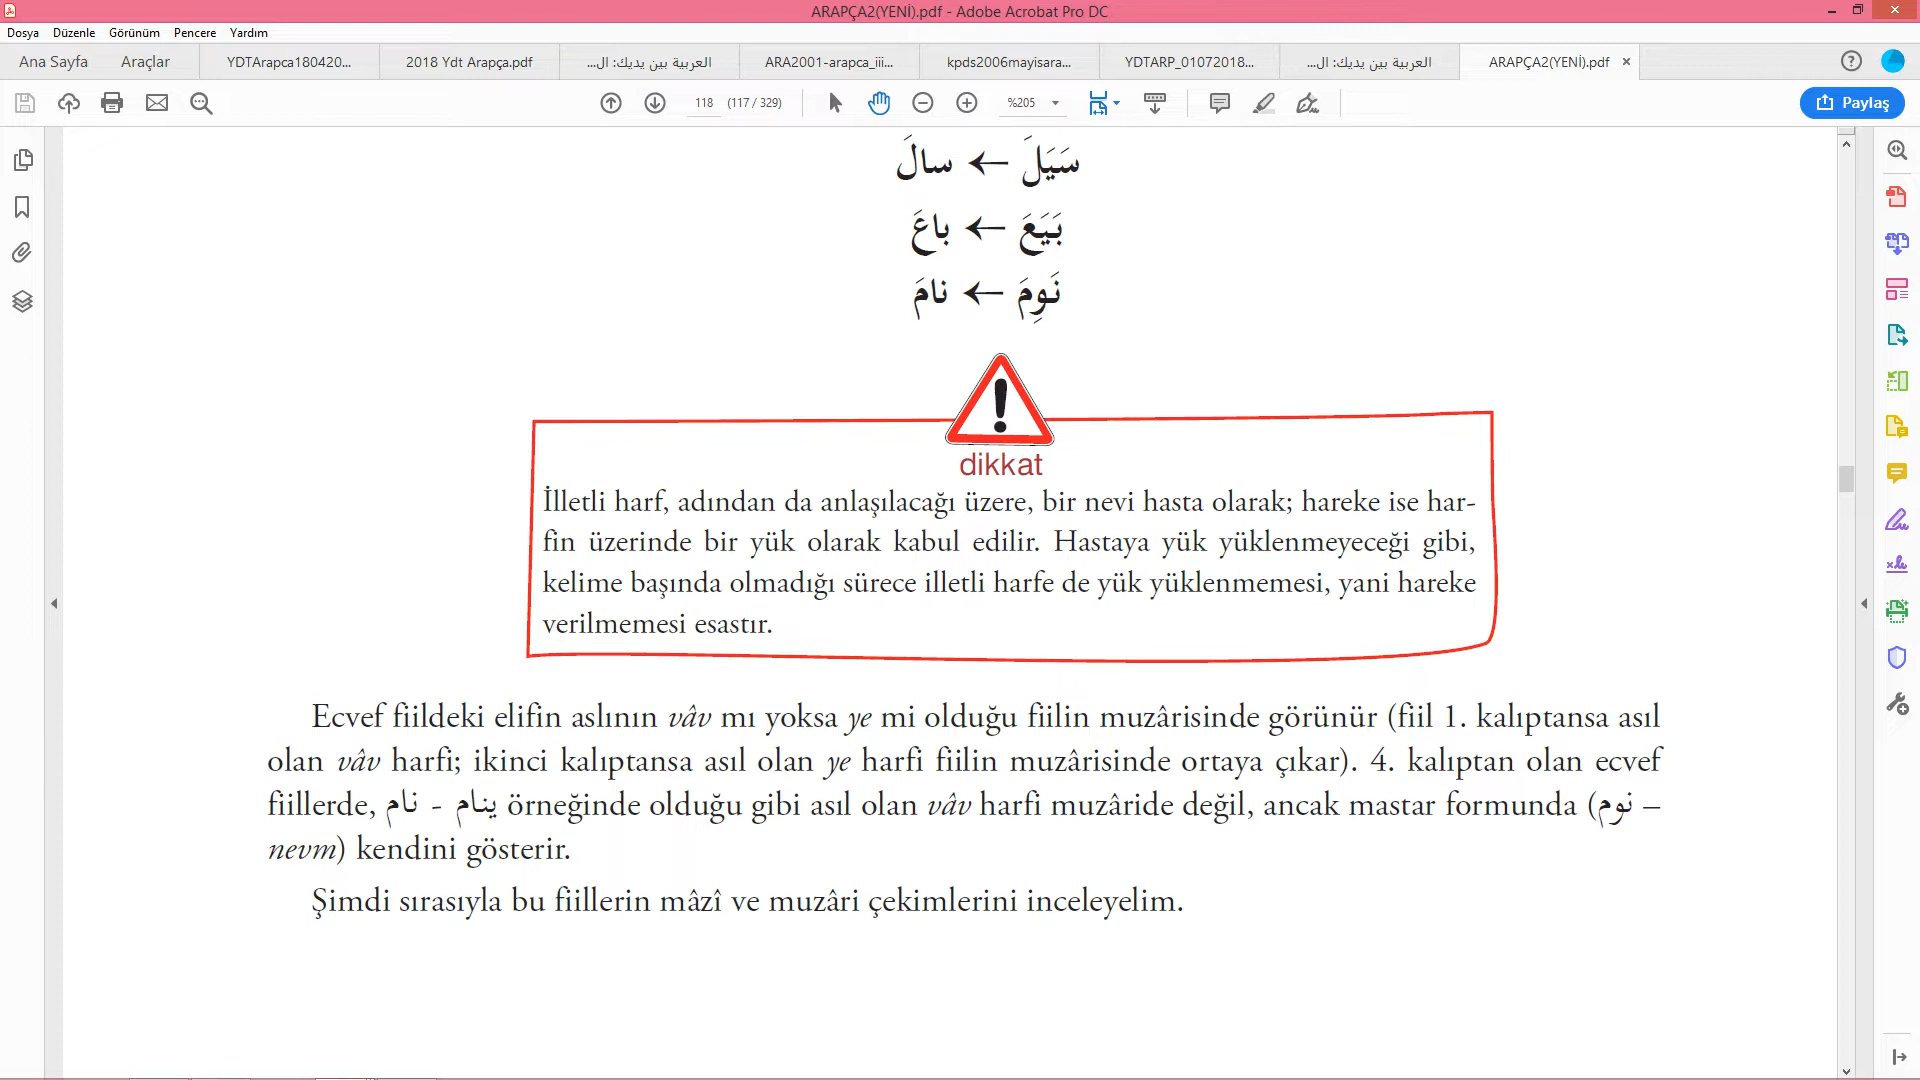 ARAPÇA2(YENİ).pdf - Adobe Acrobat Pro DC
Dosya Düzenle Görünüm Pencere Yardım
Ana Sayfa Araçlar YDTArapca180420... 2018 Ydt Arapça.pdf العربية بين يديك: ال... ARA2001-arapca_iii... kpds2006mayisara... YDTARP_01072018... العربية بين يديك: ال... ARAPÇA2(YENİ).pdf ×
118 (117 / 329) %205 Paylaş
سَيَلَ ← سالَ
بَيَعَ ← باعَ
نَوِمَ ← نامَ
dikkat
İlletli harf, adından da anlaşılacağı üzere, bir nevi hasta olarak; hareke ise har-
fin üzerinde bir yük olarak kabul edilir. Hastaya yük yüklenmeyeceği gibi,
kelime başında olmadığı sürece illetli harfe de yük yüklenmemesi, yani hareke
verilmemesi esastır.
Ecvef fiildeki elifin aslının vâv mı yoksa ye mi olduğu fiilin muzârisinde görünür (fiil 1. kalıptansa asıl
olan vâv harfi; ikinci kalıptansa asıl olan ye harfi fiilin muzârisinde ortaya çıkar). 4. kalıptan olan ecvef
fiillerde, نام - ينام örneğinde olduğu gibi asıl olan vâv harfi muzâride değil, ancak mastar formunda (نوم –
nevm) kendini gösterir.
Şimdi sırasıyla bu fiillerin mâzî ve muzâri çekimlerini inceleyelim.